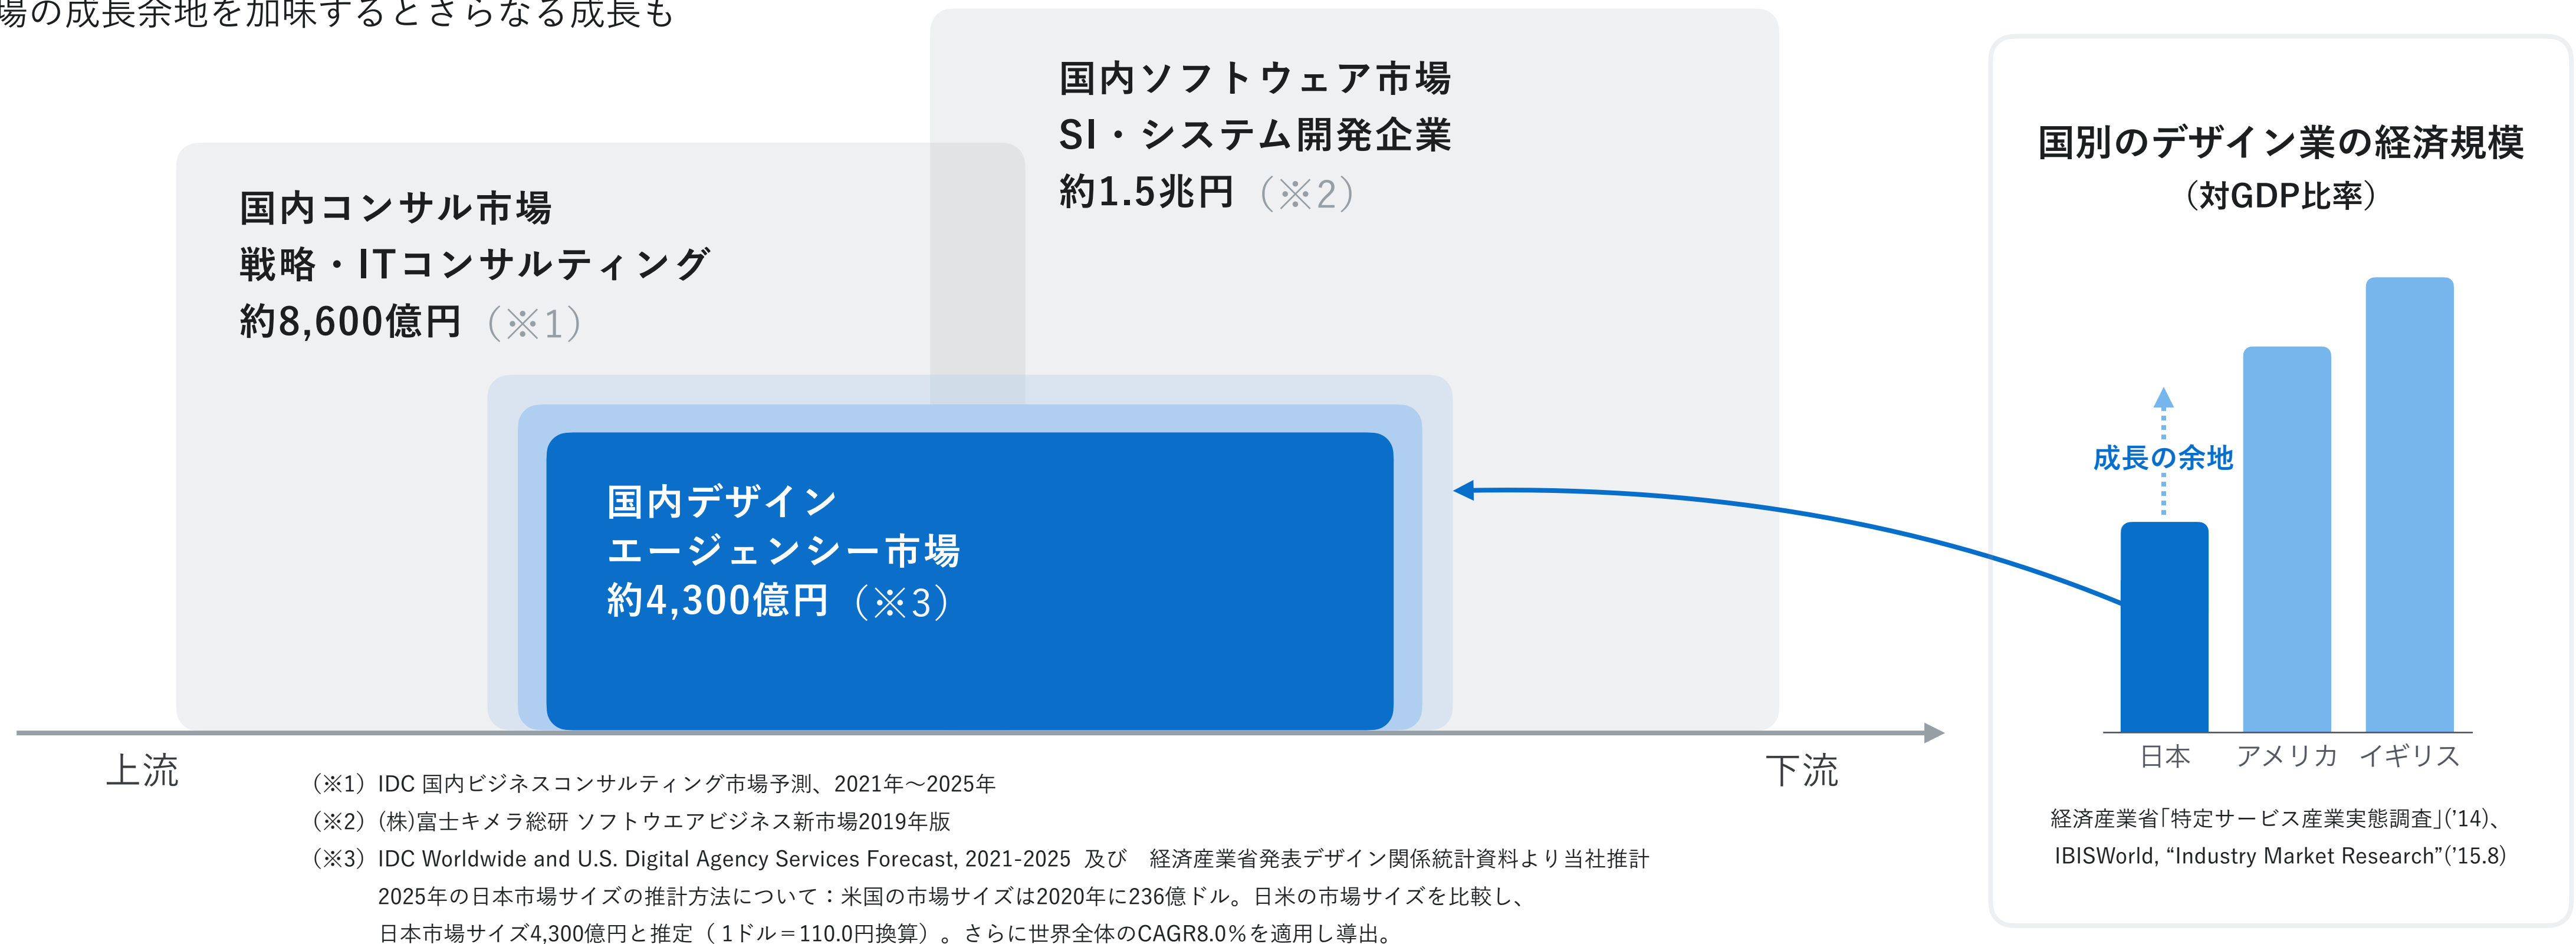 場の成長余地を加味するとさらなる成長も
国内コンサル市場
戦略・ITコンサルティング
約8,600億円（※1）
国内ソフトウェア市場
SI・システム開発企業
約1.5兆円（※2）
国内デザイン
エージェンシー市場
約4,300億円（※3）
上流
下流
（※1）IDC 国内ビジネスコンサルティング市場予測、2021年〜2025年
（※2）(株)富士キメラ総研 ソフトウエアビジネス新市場2019年版
（※3）IDC Worldwide and U.S. Digital Agency Services Forecast, 2021-2025 及び　経済産業省発表デザイン関係統計資料より当社推計
2025年の日本市場サイズの推計方法について：米国の市場サイズは2020年に236億ドル。日米の市場サイズを比較し、
日本市場サイズ4,300億円と推定（ 1ドル＝110.0円換算）。さらに世界全体のCAGR8.0％を適用し導出。
国別のデザイン業の経済規模
（対GDP比率）
成長の余地
日本 アメリカ イギリス
経済産業省「特定サービス産業実態調査」(’14)、
IBISWorld, “Industry Market Research”(’15.8)